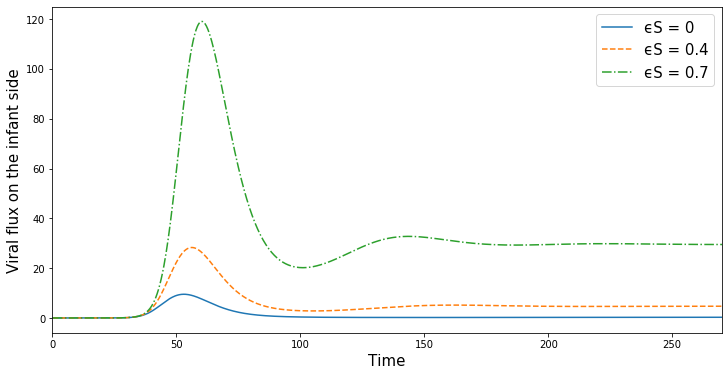 ϵS = 0
ϵS = 0.4
ϵS = 0.7
Viral flux on the infant side
120
100
80
60
40
20
0
0 50 100 150 200 250
Time